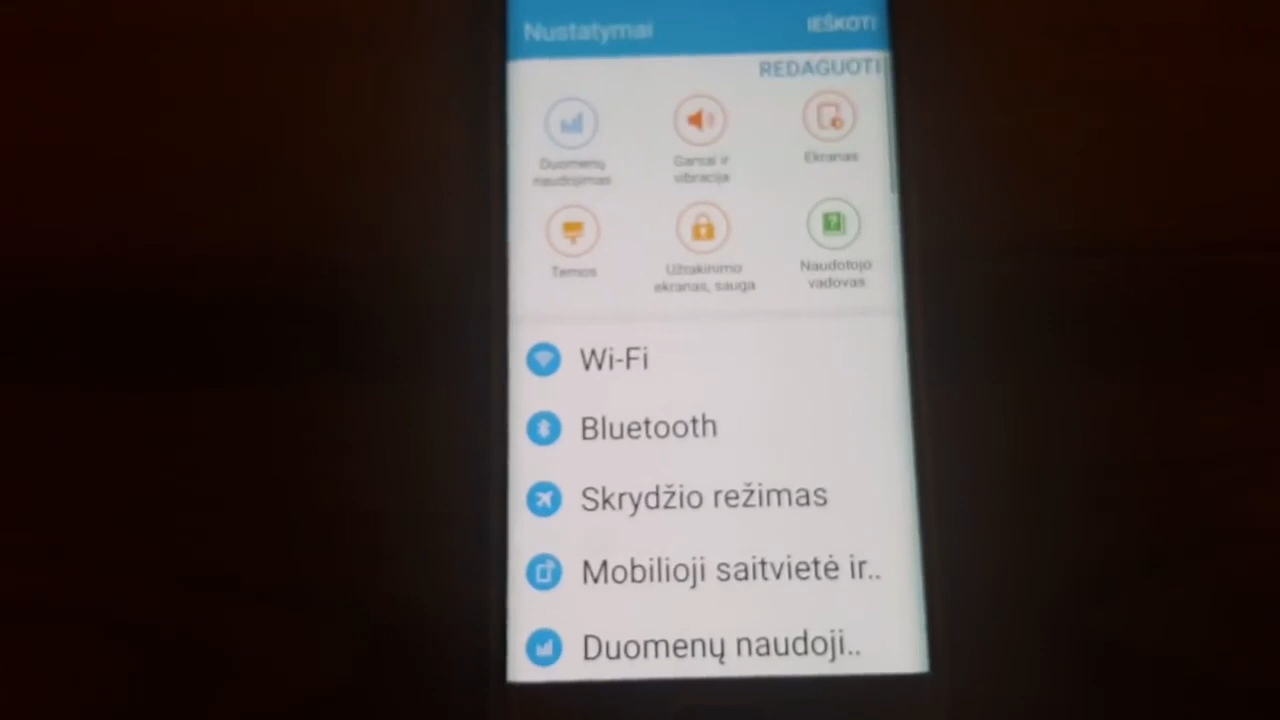 Nustatymai
IEŠKOTI
REDAGUOTI
Duomenų
naudojimas
Garsai ir
vibracija
Ekranas
Temos
Užrakinimo
ekranas, sauga
Naudotojo
vadovas
Wi-Fi
Bluetooth
Skrydžio režimas
Mobilioji saitvietė ir..
Duomenų naudoji..